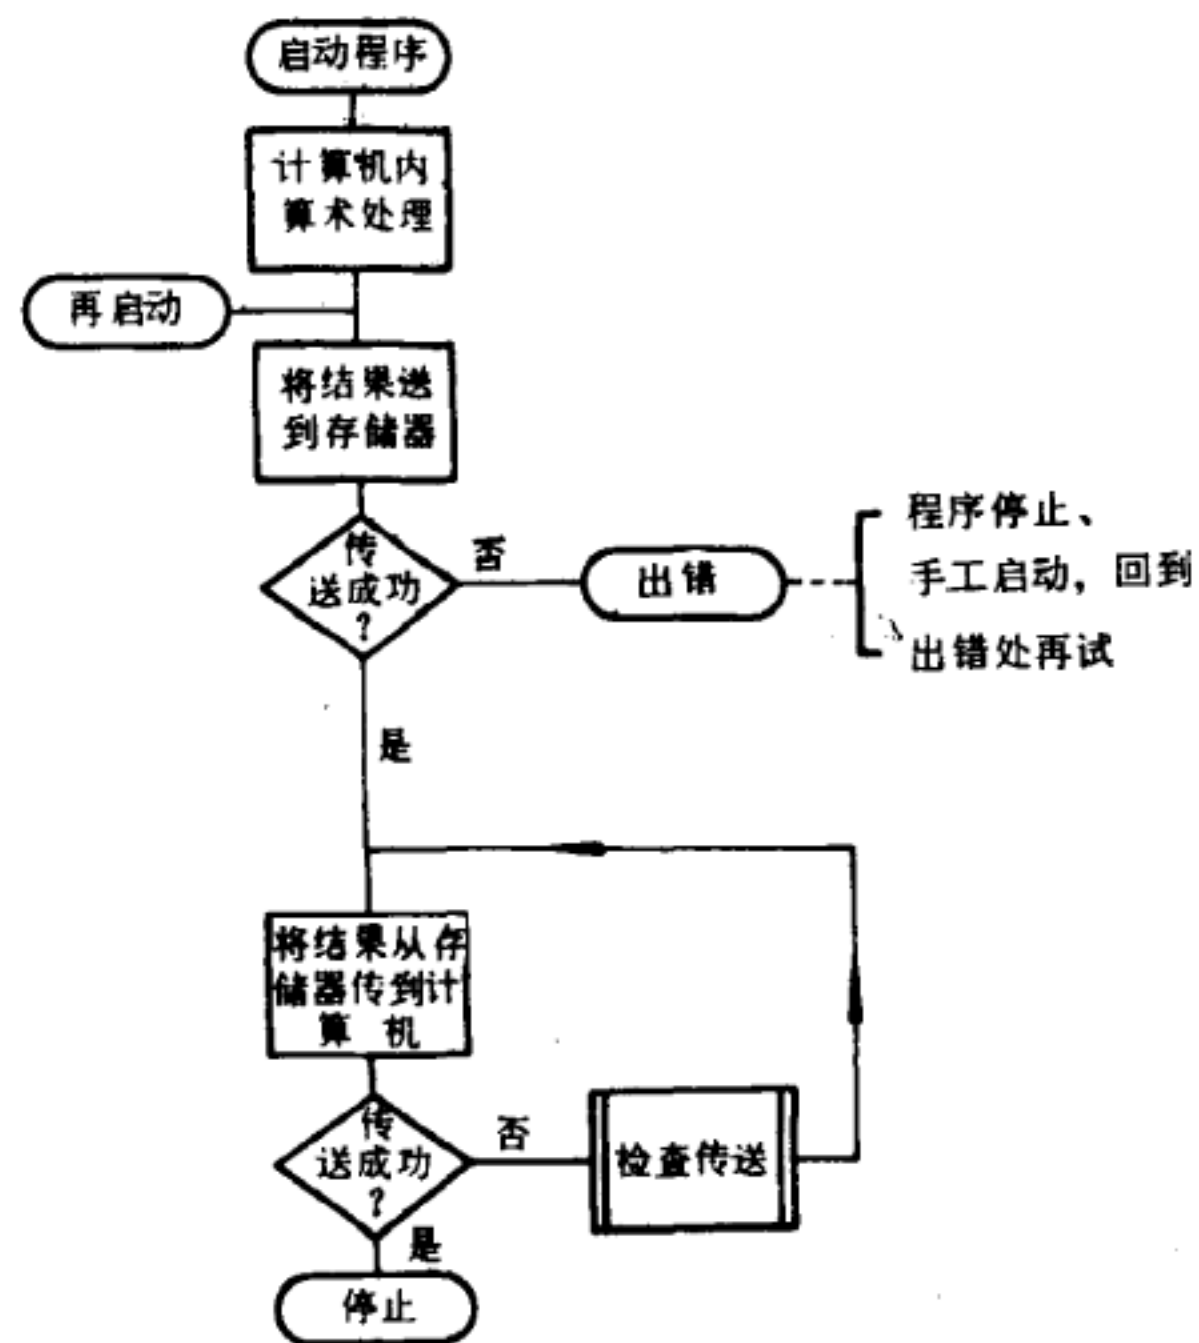 启动程序
计算机内
算术处理
再启动
将结果送
到存储器
传
送成功
?
否
出错
程序停止、
手工启动，回到
出错处再试
是
将结果从存
储器传到计
算机
传
送成功
?
否
检查传送
是
停止